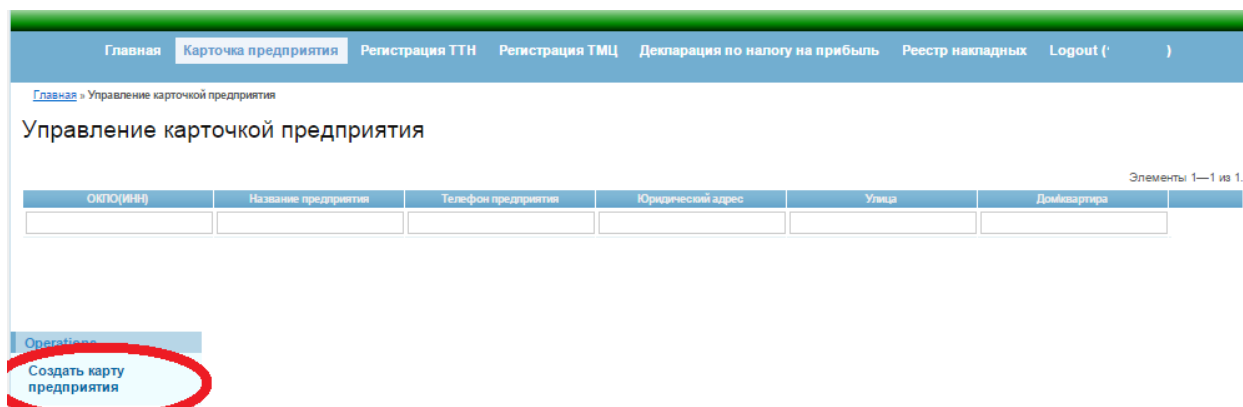 Главная Карточка предприятия Регистрация ТТН Регистрация ТМЦ Декларация по налогу на прибыль Реестр накладных Logout (' )
Главная » Управление карточкой предприятия
Управление карточкой предприятия
Элементы 1—1 из 1.
ОКПО(ИНН) Название предприятия Телефон предприятия Юридический адрес Улица Дом\квартира
Operations
Создать карту
предприятия